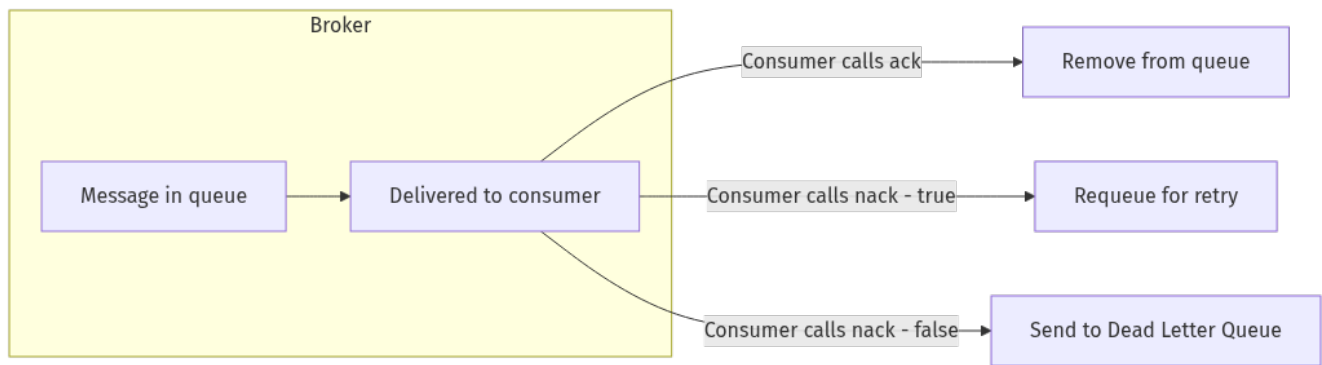 Broker
Message in queue
Delivered to consumer
Consumer calls ack
Remove from queue
Consumer calls nack - true
Requeue for retry
Consumer calls nack - false
Send to Dead Letter Queue